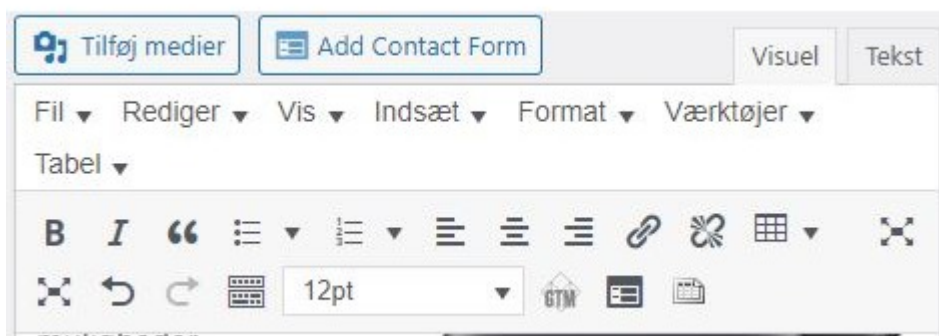 Tilføj medier Add Contact Form Visuel Tekst
Fil Rediger Vis Indsæt Format Værktøjer
Tabel
B I
12pt GTM